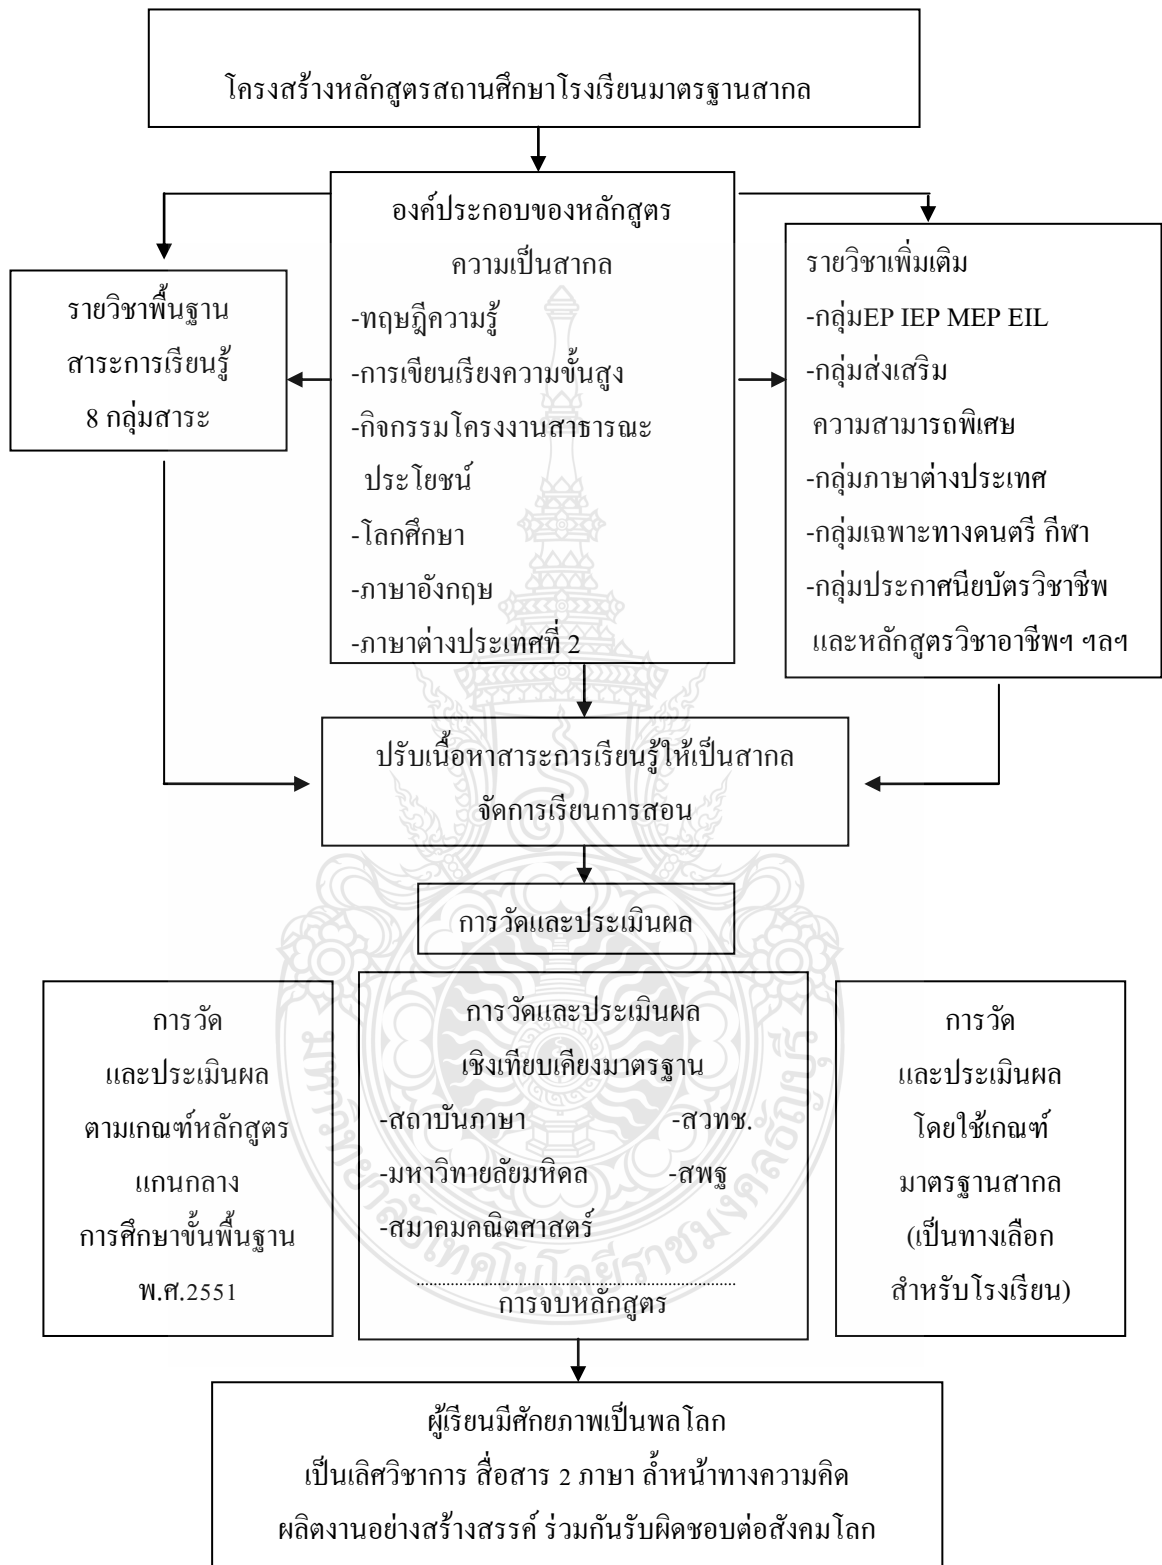 โครงสร้างหลักสูตรสถานศึกษาโรงเรียนมาตรฐานสากล
องค์ประกอบของหลักสูตร
ความเป็นสากล
-ทฤษฎีความรู้
-การเขียนเรียงความขั้นสูง
-กิจกรรมโครงงานสาธารณะ
ประโยชน์
-โลกศึกษา
-ภาษาอังกฤษ
-ภาษาต่างประเทศที่ 2
รายวิชาพื้นฐาน
สาระการเรียนรู้
8 กลุ่มสาระ
รายวิชาเพิ่มเติม
-กลุ่มEP IEP MEP EIL
-กลุ่มส่งเสริม
ความสามารถพิเศษ
-กลุ่มภาษาต่างประเทศ
-กลุ่มเฉพาะทางดนตรี กีฬา
-กลุ่มประกาศนียบัตรวิชาชีพ
และหลักสูตรวิชาอาชีพฯ ฯลฯ
ปรับเนื้อหาสาระการเรียนรู้ให้เป็นสากล
จัดการเรียนการสอน
การวัดและประเมินผล
การวัด
และประเมินผล
ตามเกณฑ์หลักสูตร
แกนกลาง
การศึกษาขั้นพื้นฐาน
พ.ศ.2551
การวัดและประเมินผล
เชิงเทียบเคียงมาตรฐาน
-สถาบันภาษา -สวทช.
-มหาวิทายลัยมหิดล -สพฐ
-สมาคมคณิตศาสตร์
การจบหลักสูตร
การวัด
และประเมินผล
โดยใช้เกณฑ์
มาตรฐานสากล
(เป็นทางเลือก
สำหรับโรงเรียน)
ผู้เรียนมีศักยภาพเป็นพลโลก
เป็นเลิศวิชาการ สื่อสาร 2 ภาษา ล้ำหน้าทางความคิด
ผลิตงานอย่างสร้างสรรค์ ร่วมกันรับผิดชอบต่อสังคมโลก
มหาวิทยาลัยเทคโนโลยีราชมงคลธัญบุรี